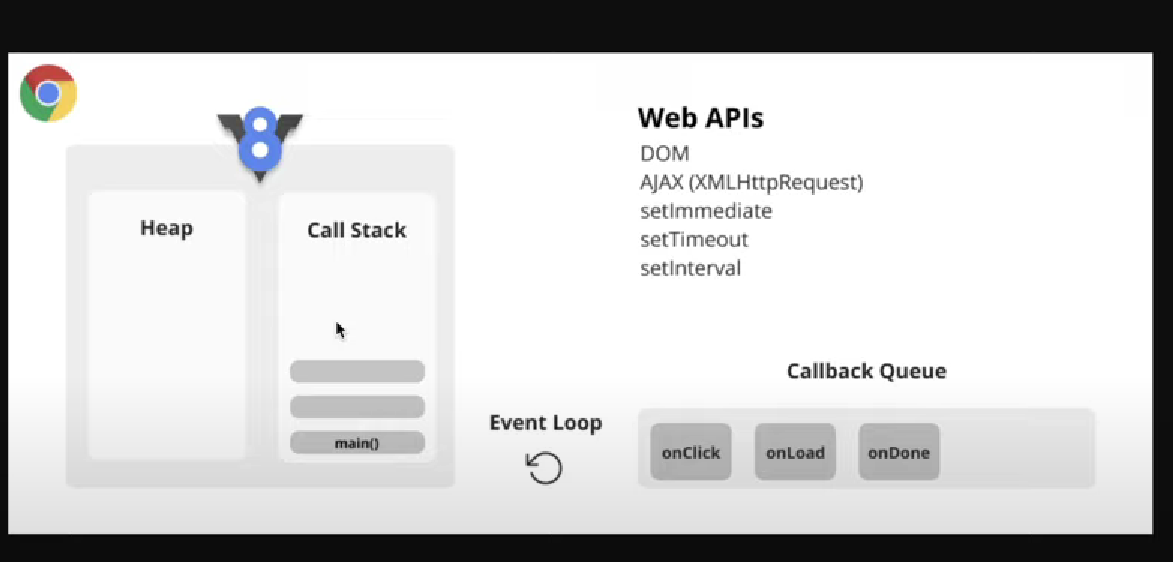 8
Heap
Call Stack
main()
Event Loop
Web APIs
DOM
AJAX (XMLHttpRequest)
setImmediate
setTimeout
setInterval
Callback Queue
onClick
onLoad
onDone